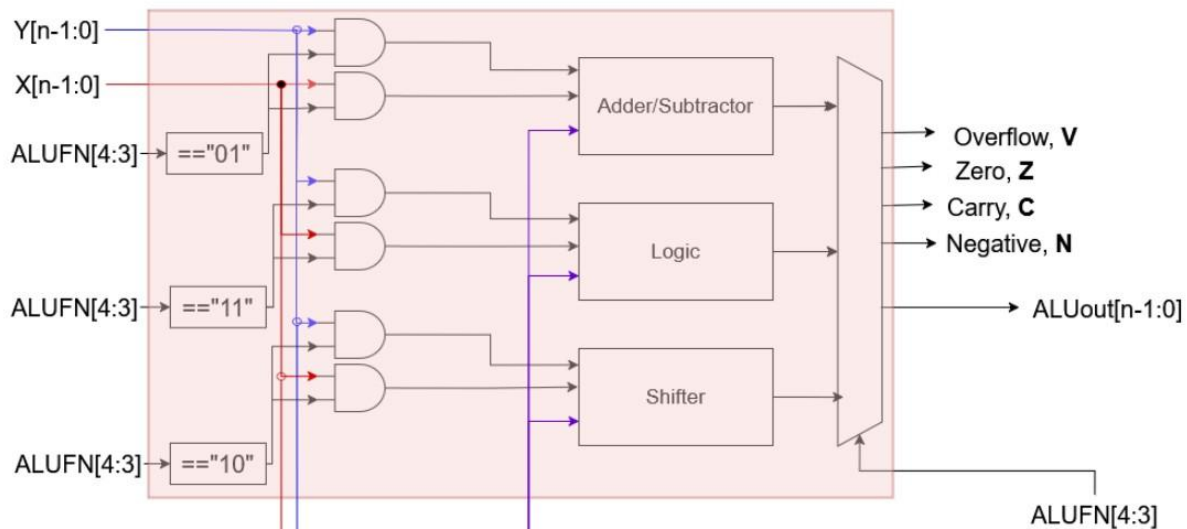 Y[n-1:0]
X[n-1:0]
ALUFN[4:3]
=="01"
Adder/Subtractor
Overflow, V
Zero, Z
Carry, C
Negative, N
Logic
ALUFN[4:3]
=="11"
ALUout[n-1:0]
Shifter
ALUFN[4:3]
=="10"
ALUFN[4:3]